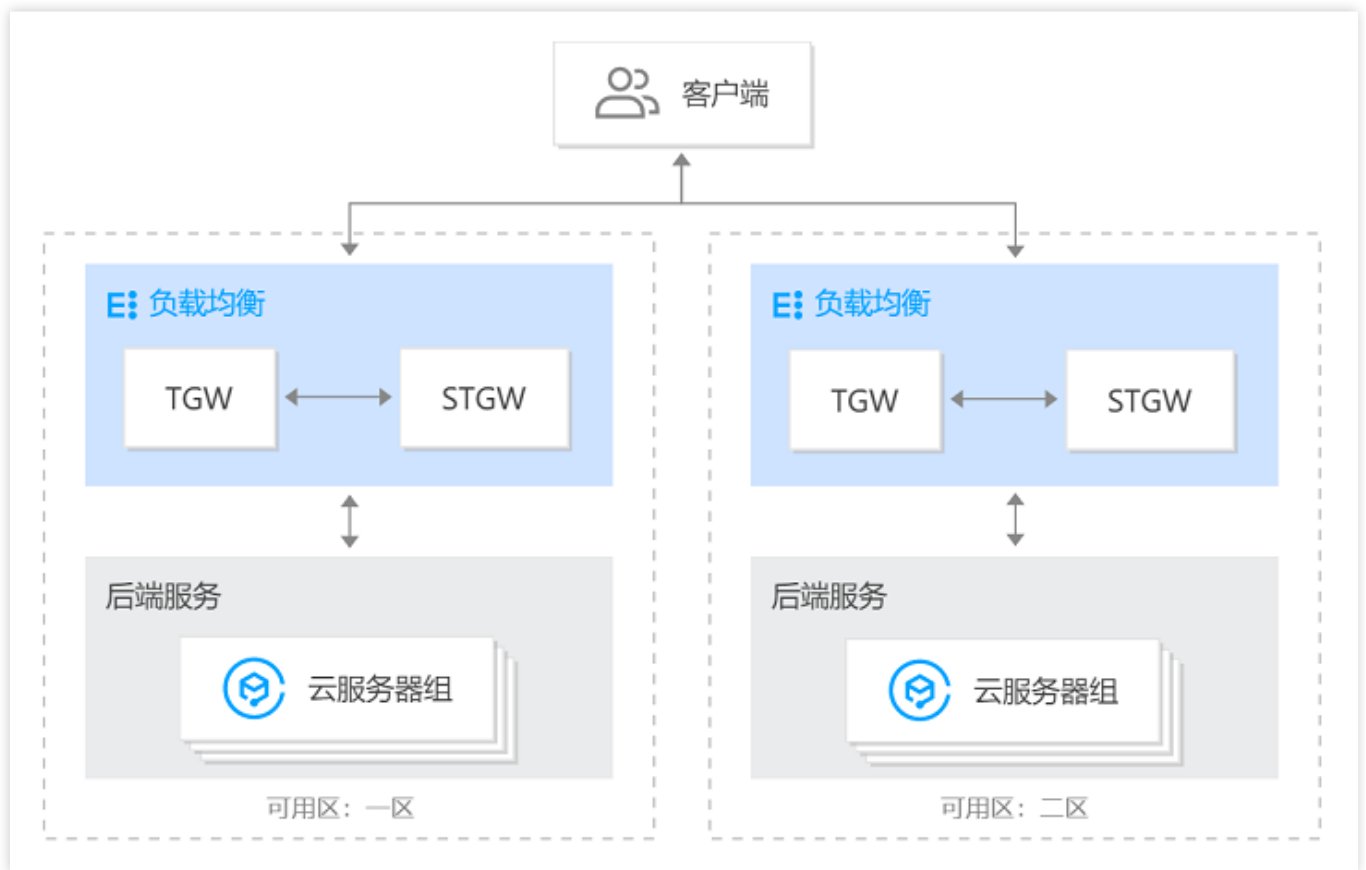 客户端
负载均衡
TGW
STGW
后端服务
云服务器组
可用区：一区
负载均衡
TGW
STGW
后端服务
云服务器组
可用区：二区